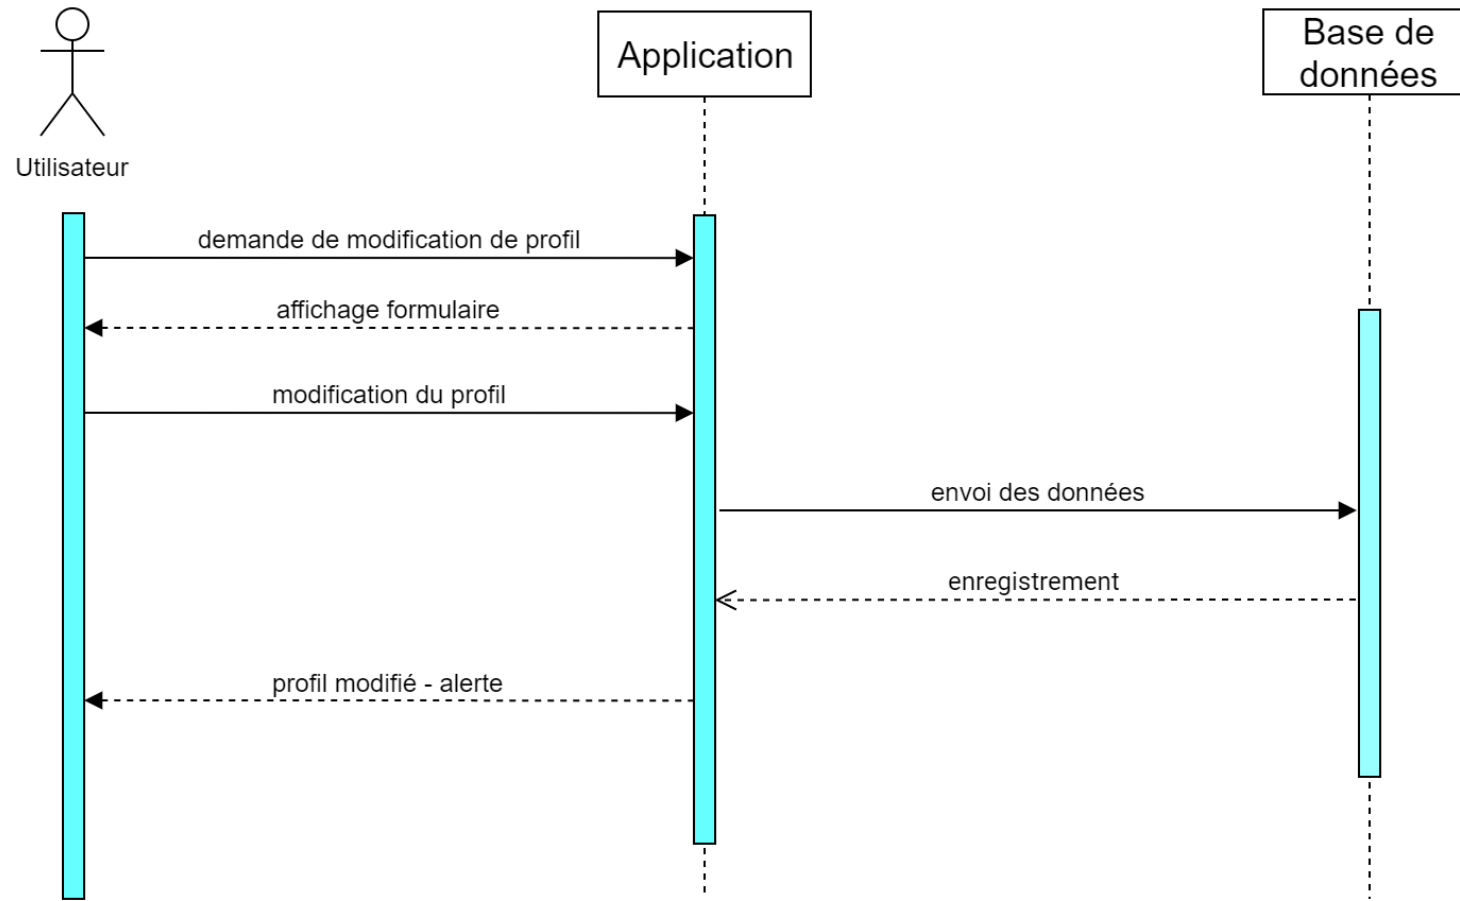 Application
Base de
données
Utilisateur
demande de modification de profil
affichage formulaire
modification du profil
envoi des données
enregistrement
profil modifié - alerte